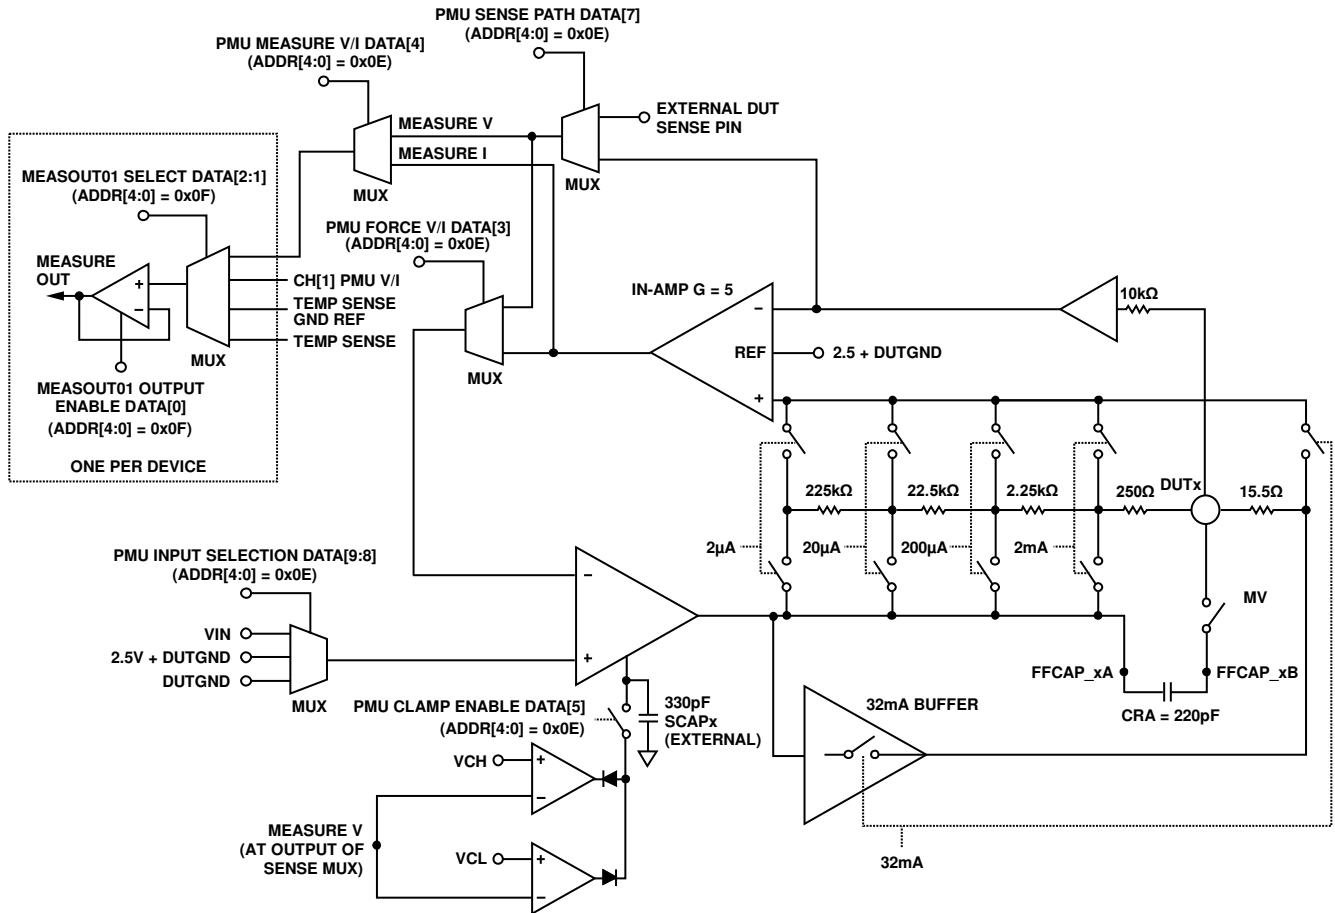 PMU SENSE PATH DATA[7]
(ADDR[4:0] = 0x0E)
PMU MEASURE V/I DATA[4]
(ADDR[4:0] = 0x0E)
EXTERNAL DUT
SENSE PIN
MEASURE V
MEASURE I
MUX
MUX
MEASOUT01 SELECT DATA[2:1]
(ADDR[4:0] = 0x0F)
PMU FORCE V/I DATA[3]
(ADDR[4:0] = 0x0E)
MEASURE
OUT
+
−
CH[1] PMU V/I
TEMP SENSE
GND REF
TEMP SENSE
MUX
MUX
MEASOUT01 OUTPUT
ENABLE DATA[0]
(ADDR[4:0] = 0x0F)
ONE PER DEVICE
IN-AMP G = 5
−
REF
2.5 + DUTGND
+
10kΩ
225kΩ
22.5kΩ
2.25kΩ
250Ω
DUTx
15.5Ω
2µA
20µA
200µA
2mA
MV
PMU INPUT SELECTION DATA[9:8]
(ADDR[4:0] = 0x0E)
VIN
2.5V + DUTGND
DUTGND
MUX
−
+
FFCAP_xA
FFCAP_xB
CRA = 220pF
PMU CLAMP ENABLE DATA[5]
(ADDR[4:0] = 0x0E)
330pF
SCAPx
(EXTERNAL)
32mA BUFFER
32mA
VCH
+
−
MEASURE V
(AT OUTPUT OF
SENSE MUX)
VCL
+
−